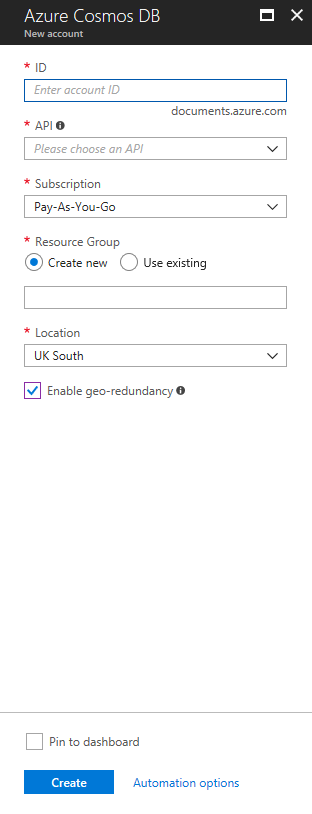 Azure Cosmos DB
New account
* ID
Enter account ID
documents.azure.com
* API
Please choose an API
* Subscription
Pay-As-You-Go
* Resource Group
Create new Use existing
* Location
UK South
Enable geo-redundancy
Pin to dashboard
Create Automation options